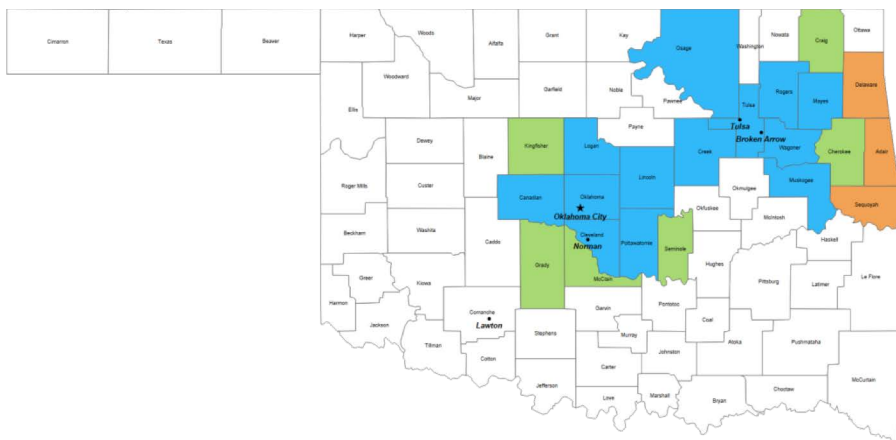 Cimarron
Texas
Beaver
Harper
Woods
Alfalfa
Grant
Kay
Osage
Washington
Nowata
Craig
Ottawa
Ellis
Woodward
Major
Garfield
Noble
Pawnee
Tulsa
Rogers
Mayes
Delaware
Tulsa
Broken Arrow
Dewey
Blaine
Kingfisher
Logan
Payne
Creek
Wagoner
Cherokee
Adair
Roger Mills
Custer
Canadian
Oklahoma
Lincoln
Okmulgee
Muskogee
Sequoyah
Oklahoma City
Okfuskee
McIntosh
Beckham
Washita
Caddo
Cleveland
Norman
Pottawatomie
Seminole
Haskell
Hughes
Grady
McClain
Greer
Kiowa
Pittsburg
Latimer
Le Flore
Harmon
Jackson
Comanche
Lawton
Garvin
Pontotoc
Coal
Tillman
Stephens
Murray
Atoka
Pushmataha
Cotton
Johnston
Carter
McCurtain
Jefferson
Love
Marshall
Bryan
Choctaw